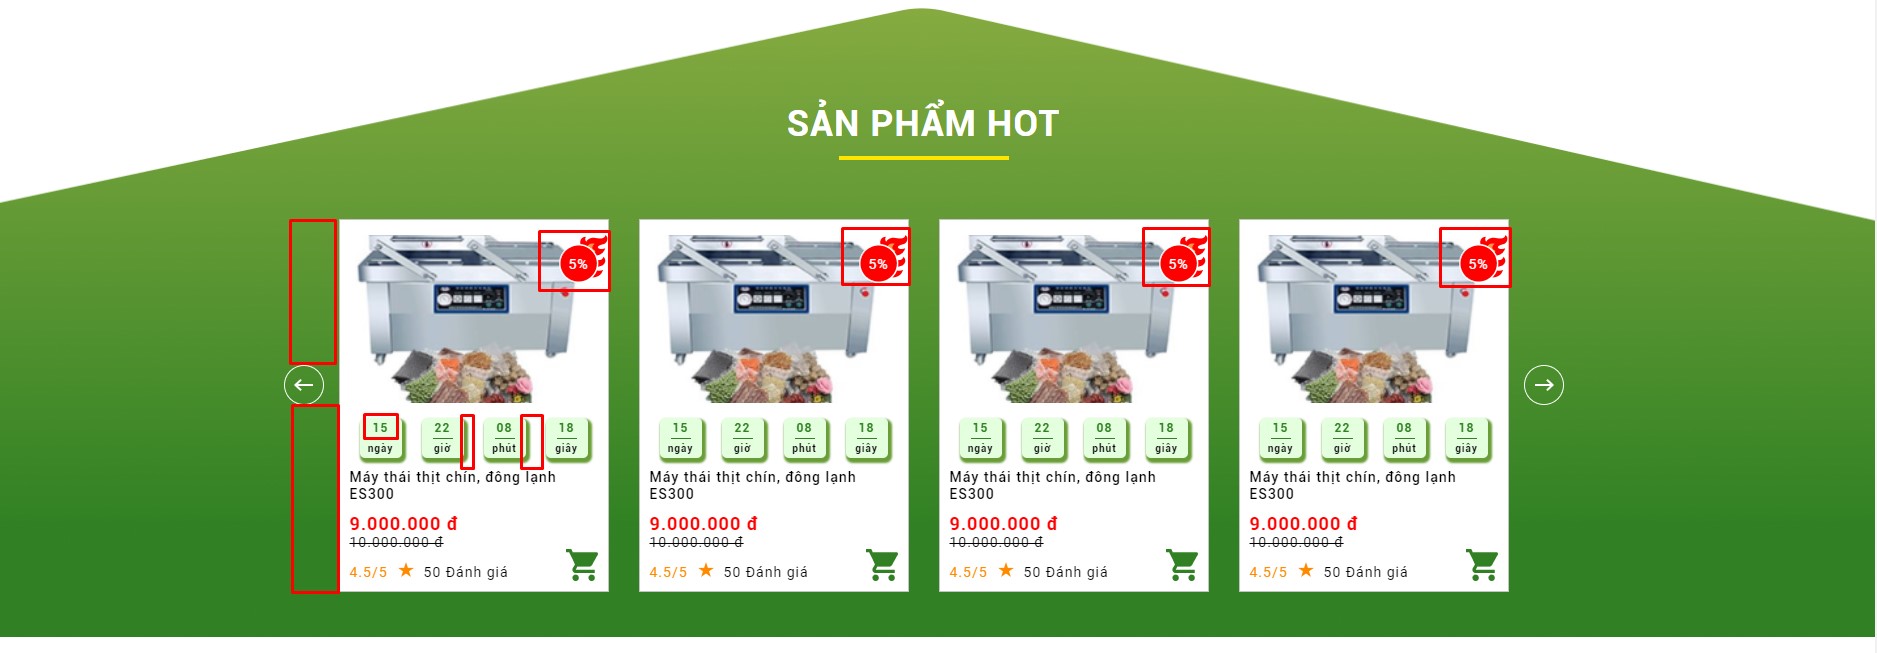 SẢN PHẨM HOT
5%
5%
5%
5%
15 22 08 18
ngày giờ phút giây
15 22 08 18
ngày giờ phút giây
15 22 08 18
ngày giờ phút giây
15 22 08 18
ngày giờ phút giây
Máy thái thịt chín, đông lạnh
ES300
9.000.000 đ
10.000.000 đ
4.5/5 ★ 50 Đánh giá
Máy thái thịt chín, đông lạnh
ES300
9.000.000 đ
10.000.000 đ
4.5/5 ★ 50 Đánh giá
Máy thái thịt chín, đông lạnh
ES300
9.000.000 đ
10.000.000 đ
4.5/5 ★ 50 Đánh giá
Máy thái thịt chín, đông lạnh
ES300
9.000.000 đ
10.000.000 đ
4.5/5 ★ 50 Đánh giá